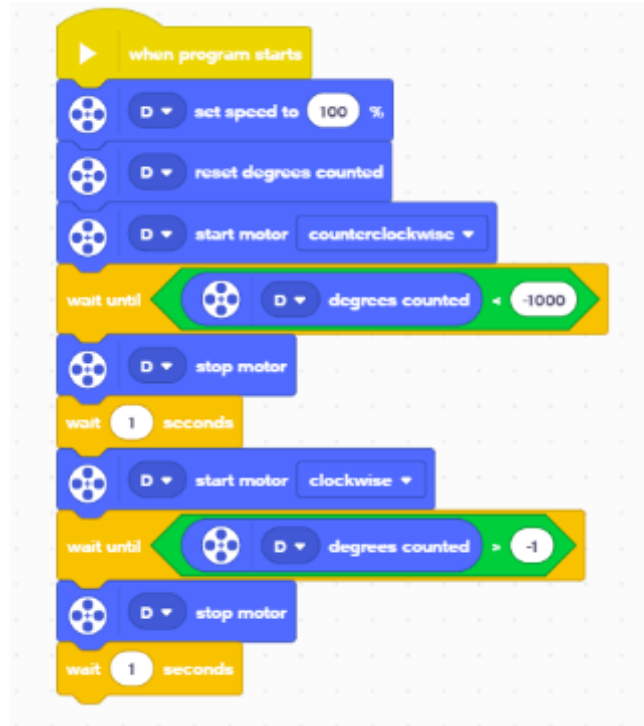 when program starts
D set speed to 100 %
D reset degrees counted
D start motor counterclockwise
wait until D degrees counted < -1000
D stop motor
wait 1 seconds
D start motor clockwise
wait until D degrees counted > -1
D stop motor
wait 1 seconds